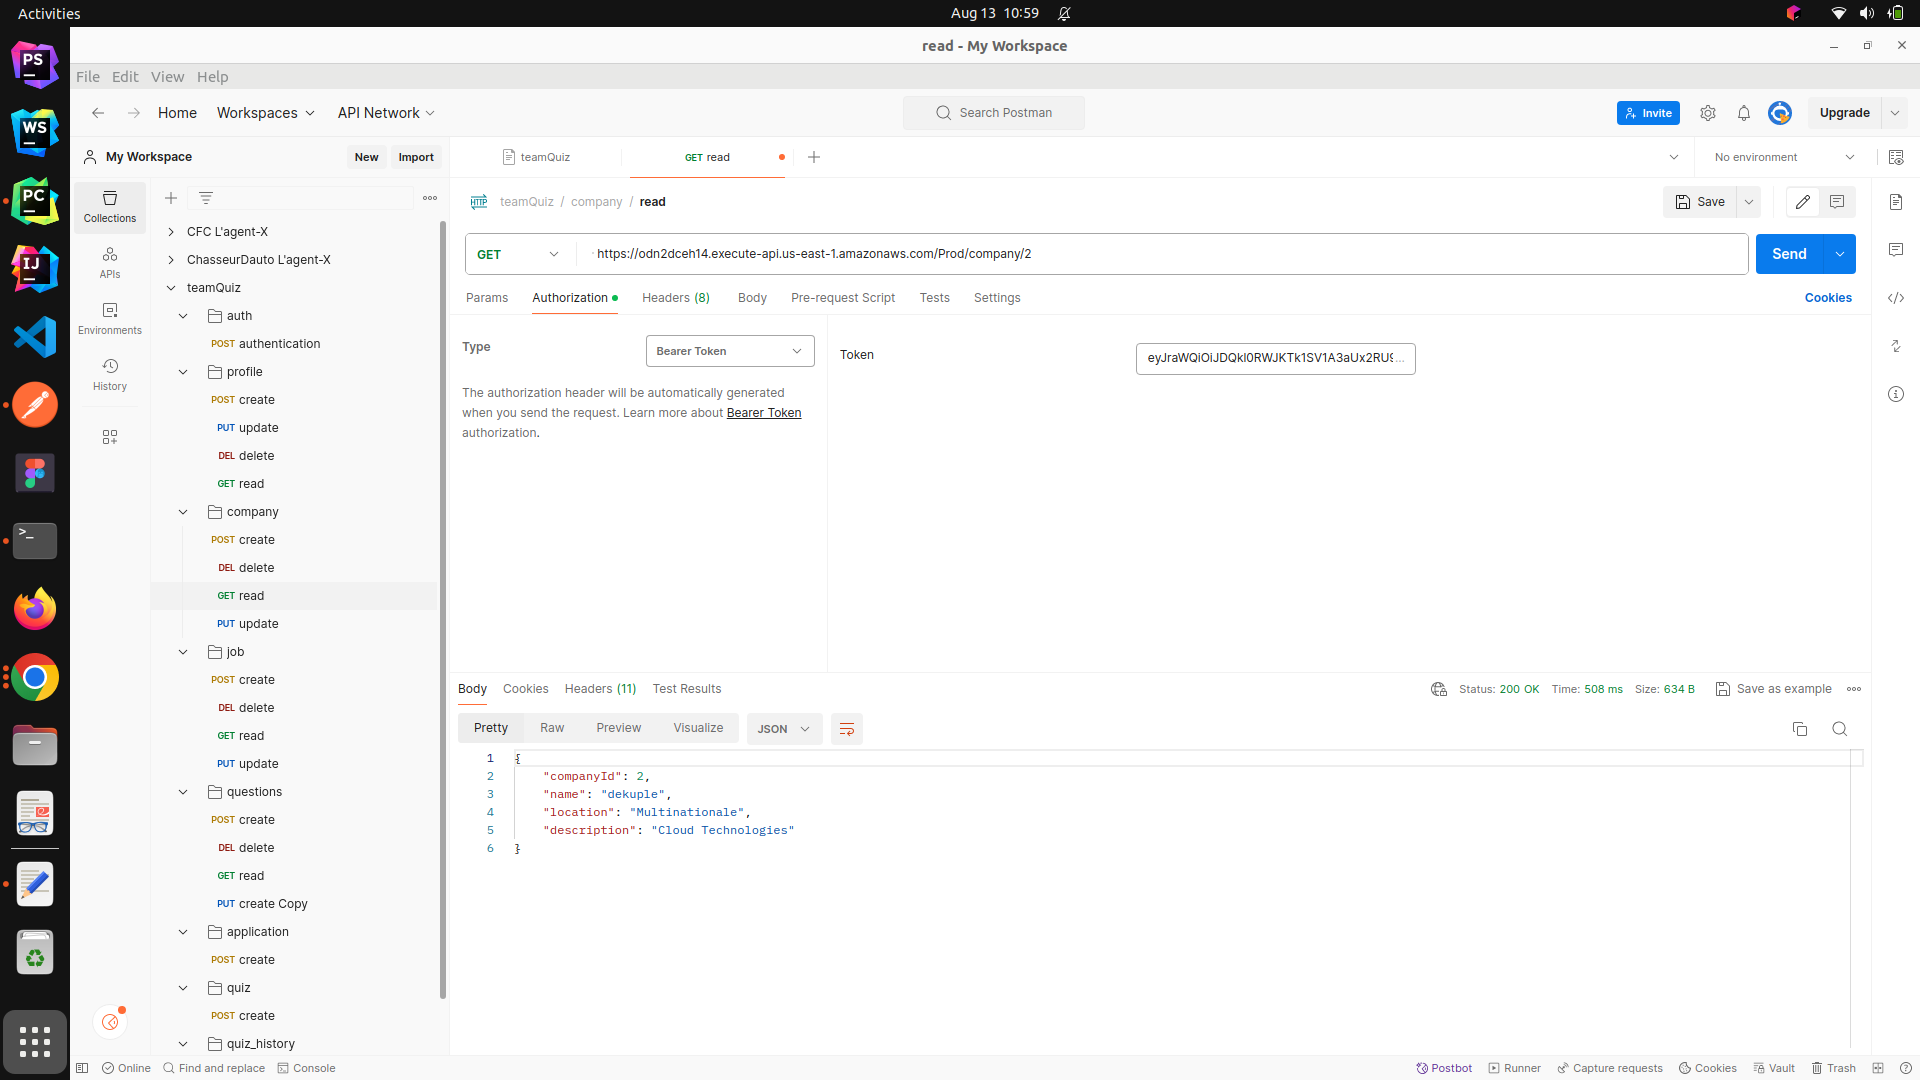 Activities
Aug 13 10:59
read - My Workspace
File Edit View Help
Home Workspaces API Network
Search Postman
Invite
Upgrade
My Workspace
New Import
teamQuiz
GET read
No environment
Collections
APIs
Environments
History
CFC L'agent-X
ChasseurDauto L'agent-X
teamQuiz
auth
POST authentication
profile
POST create
PUT update
DEL delete
GET read
company
POST create
DEL delete
GET read
PUT update
job
POST create
DEL delete
GET read
PUT update
questions
POST create
DEL delete
GET read
PUT create Copy
application
POST create
quiz
POST create
quiz_history
HTTP teamQuiz / company / read
Save
GET https://odn2dceh14.execute-api.us-east-1.amazonaws.com/Prod/company/2
Send
Params Authorization Headers (8) Body Pre-request Script Tests Settings
Cookies
Type
Bearer Token
The authorization header will be automatically generated
when you send the request. Learn more about Bearer Token
authorization.
Token
Body Cookies Headers (11) Test Results
Status: 200 OK Time: 508 ms Size: 634 B
Save as example
Pretty Raw Preview Visualize
JSON
1 {
2 "companyId": 2,
3 "name": "dekuple",
4 "location": "Multinationale",
5 "description": "Cloud Technologies"
6 }
Online Find and replace Console
Postbot Runner Capture requests Cookies Vault Trash
PS
WS
PC
IJ
>_